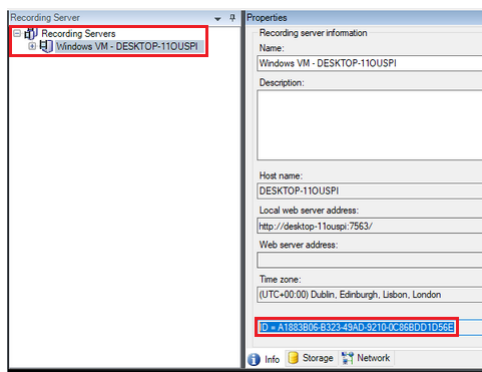 Recording Server
Recording Servers
Windows VM - DESKTOP-11OUSPI
Properties
Recording server information
Name:
Windows VM - DESKTOP-11OUSPI
Description:
Host name:
DESKTOP-11OUSPI
Local web server address:
http://desktop-11ouspi:7563/
Web server address:
Time zone:
(UTC+00:00) Dublin, Edinburgh, Lisbon, London
ID = A1883B06-B323-49AD-9210-0C86BDD1D56E
Info Storage Network